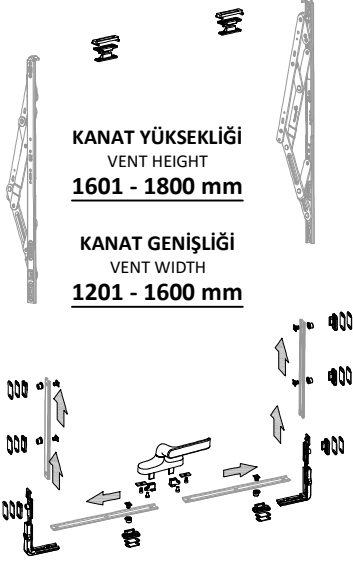 KANAT YÜKSEKLİĞİ
VENT HEIGHT
1601 - 1800 mm
KANAT GENİŞLİĞİ
VENT WIDTH
1201 - 1600 mm